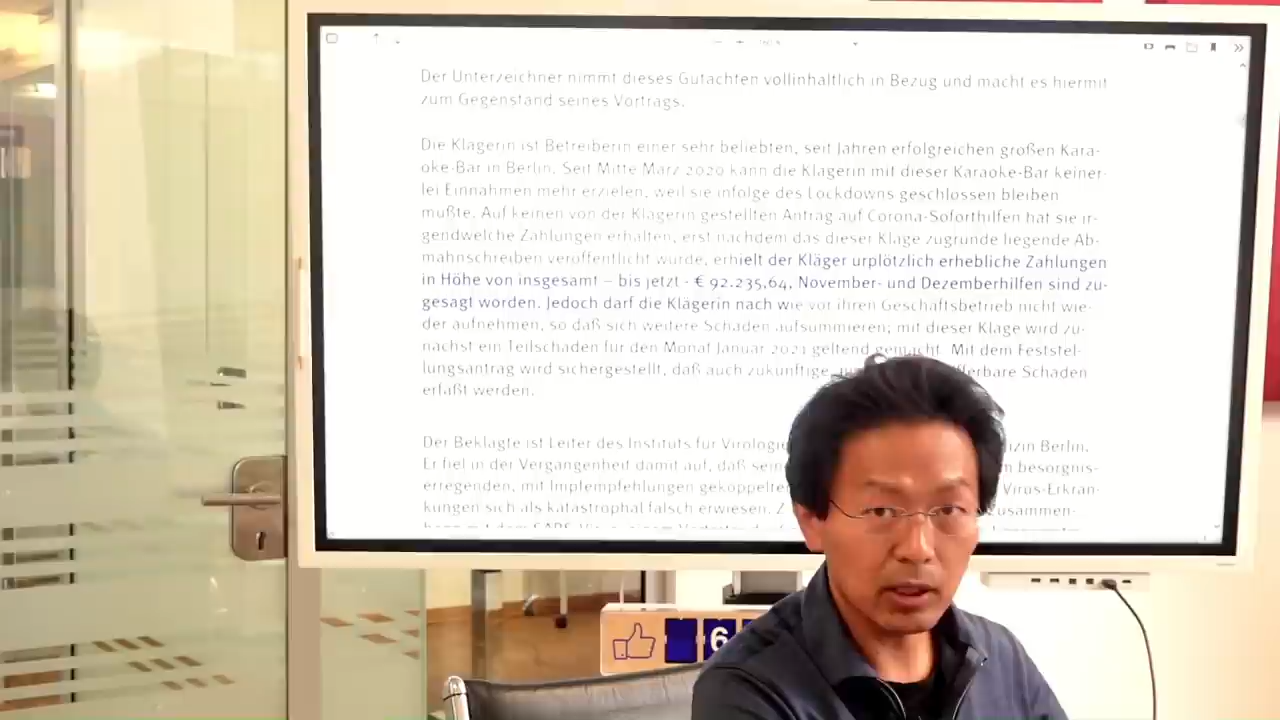 Der Unterzeichner nimmt dieses Gutachten vollinhaltlich in Bezug und macht es hiermit
zum Gegenstand seines Vortrags.
Die Klägerin ist Betreiberin einer sehr beliebten, seit Jahren erfolgreichen großen Kara-
oke-Bar in Berlin. Seit Mitte März 2020 kann die Klägerin mit dieser Karaoke-Bar keiner-
lei Einnahmen mehr erzielen, weil sie infolge des Lockdowns geschlossen bleiben
mußte. Auf keinen von der Klägerin gestellten Antrag auf Corona-Soforthilfen hat sie ir-
gendwelche Zahlungen erhalten, erst nachdem das dieser Klage zugrunde liegende Ab-
mahnschreiben veröffentlicht wurde, erhielt der Kläger urplötzlich erhebliche Zahlungen
in Höhe von insgesamt – bis jetzt - € 92.235,64, November- und Dezemberhilfen sind zu-
gesagt worden. Jedoch darf die Klägerin nach wie vor ihren Geschäftsbetrieb nicht wie-
der aufnehmen, so daß sich weitere Schäden aufsummieren; mit dieser Klage wird zu-
nächst ein Teilschaden für den Monat Januar 2021 geltend gemacht. Mit dem Feststel-
lungsantrag wird sichergestellt, daß auch zukünftige, Schäden
erfaßt werden.
Der Beklagte ist Leiter des Instituts für Virologie Berlin.
Er fiel in der Vergangenheit damit auf, daß besorgnis-
erregenden, mit Impfempfehlungen gekoppelten Virus-Erkran-
kungen sich als katastrophal falsch erwiesen.
6